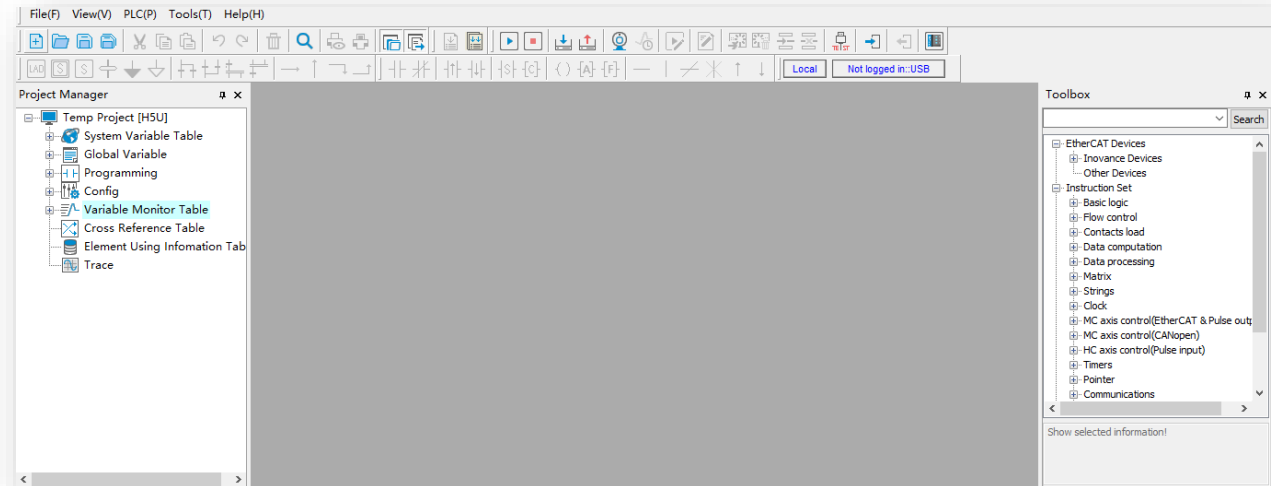 File(F) View(V) PLC(P) Tools(T) Help(H)
TEST
LAD S S S C A F Local Not logged in::USB
Project Manager
Temp Project [H5U]
System Variable Table
Global Variable
Programming
Config
Variable Monitor Table
Cross Reference Table
Element Using Infomation Tab
Trace
Toolbox
Search
EtherCAT Devices
Inovance Devices
Other Devices
Instruction Set
Basic logic
Flow control
Contacts load
Data computation
Data processing
Matrix
Strings
Clock
MC axis control(EtherCAT & Pulse outp
MC axis control(CANopen)
HC axis control(Pulse input)
Timers
Pointer
Communications
Show selected information!